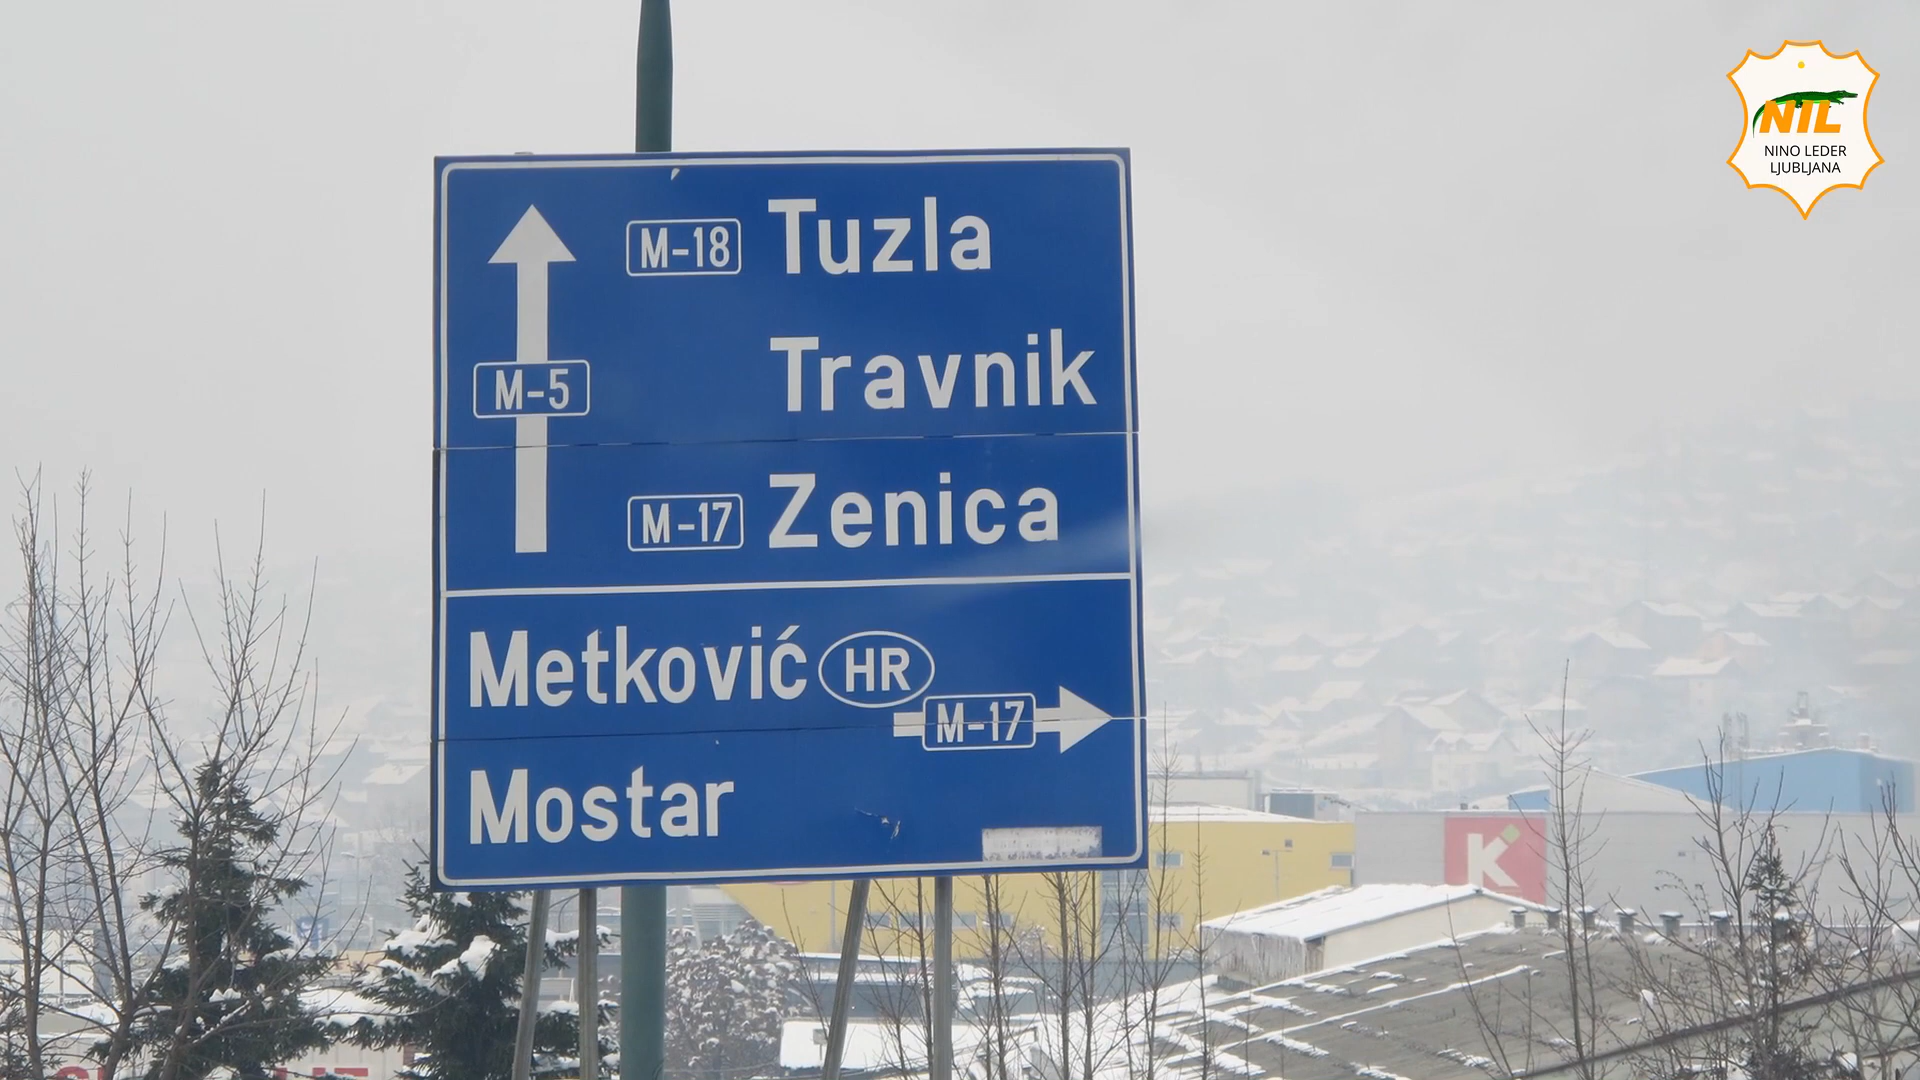 M-18 Tuzla
Travnik
M-5
M-17 Zenica
Metković HR
M-17
Mostar
K
NIL
NINO LEDER
LJUBLJANA